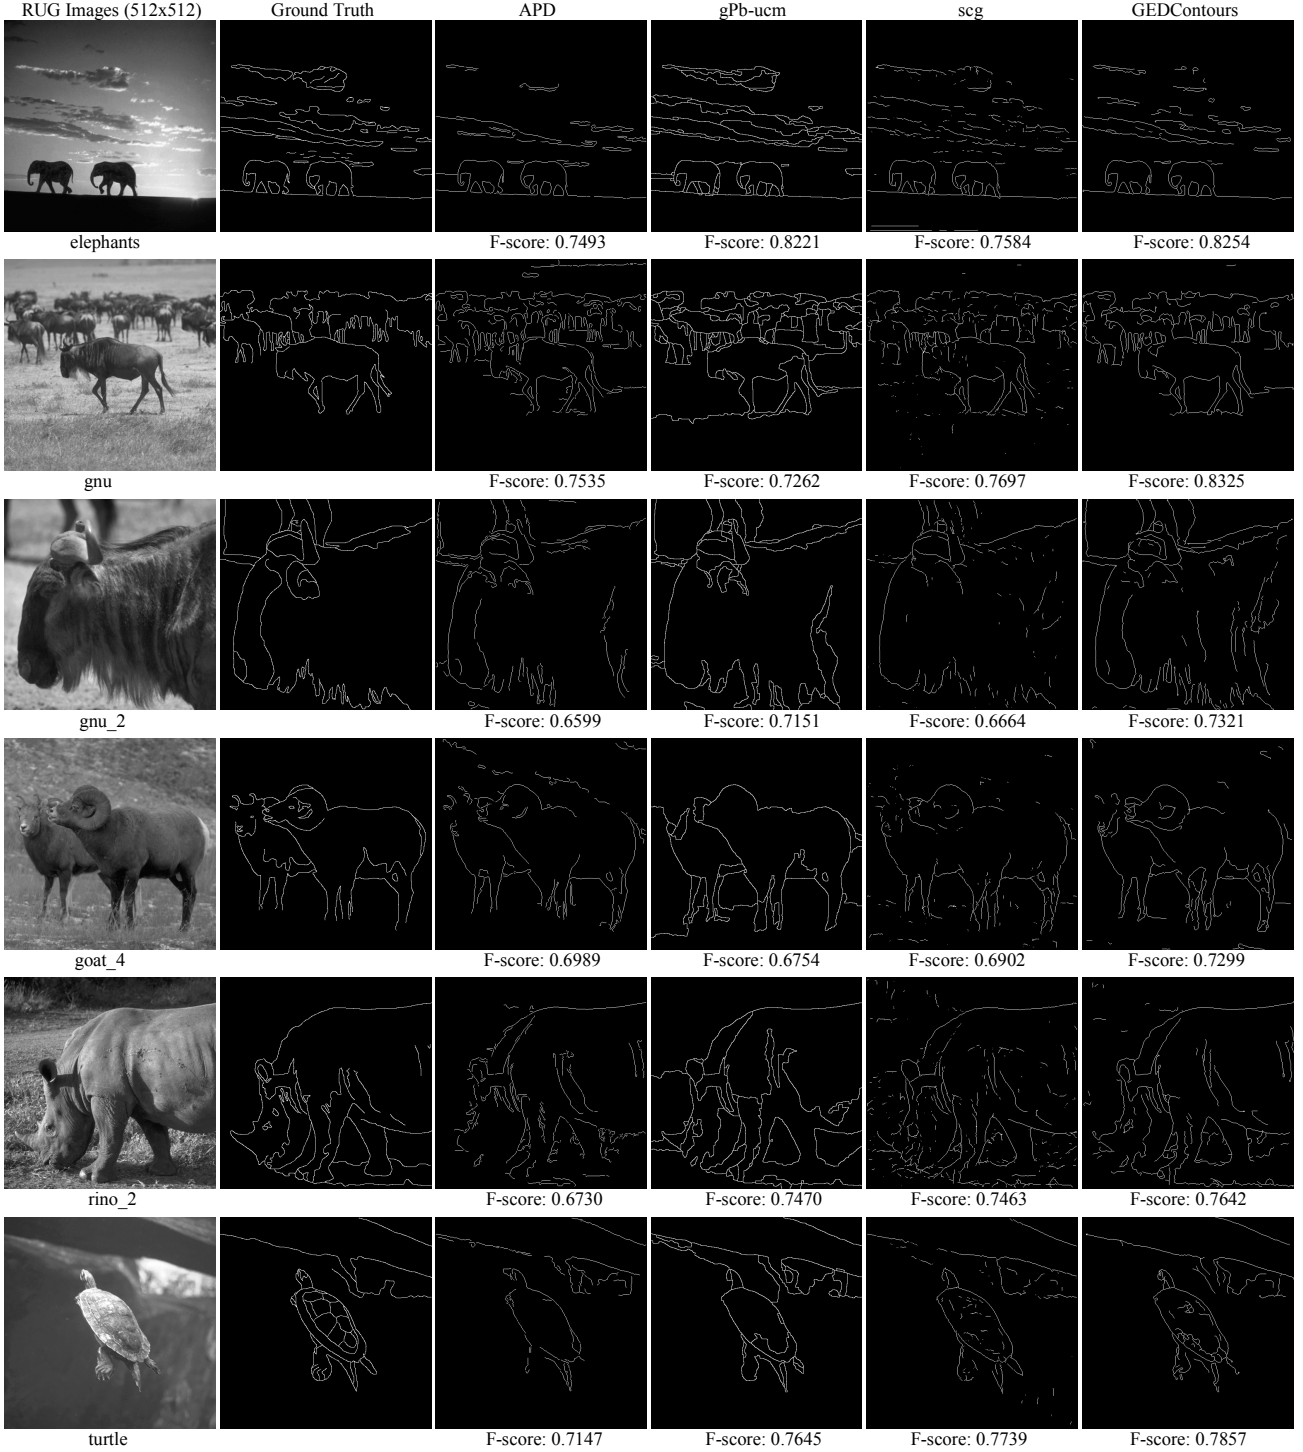 RUG Images (512x512) Ground Truth APD gPb-ucm scg GEDContours
elephants F-score: 0.7493 F-score: 0.8221 F-score: 0.7584 F-score: 0.8254
gnu F-score: 0.7535 F-score: 0.7262 F-score: 0.7697 F-score: 0.8325
gnu_2 F-score: 0.6599 F-score: 0.7151 F-score: 0.6664 F-score: 0.7321
goat_4 F-score: 0.6989 F-score: 0.6754 F-score: 0.6902 F-score: 0.7299
rino_2 F-score: 0.6730 F-score: 0.7470 F-score: 0.7463 F-score: 0.7642
turtle F-score: 0.7147 F-score: 0.7645 F-score: 0.7739 F-score: 0.7857